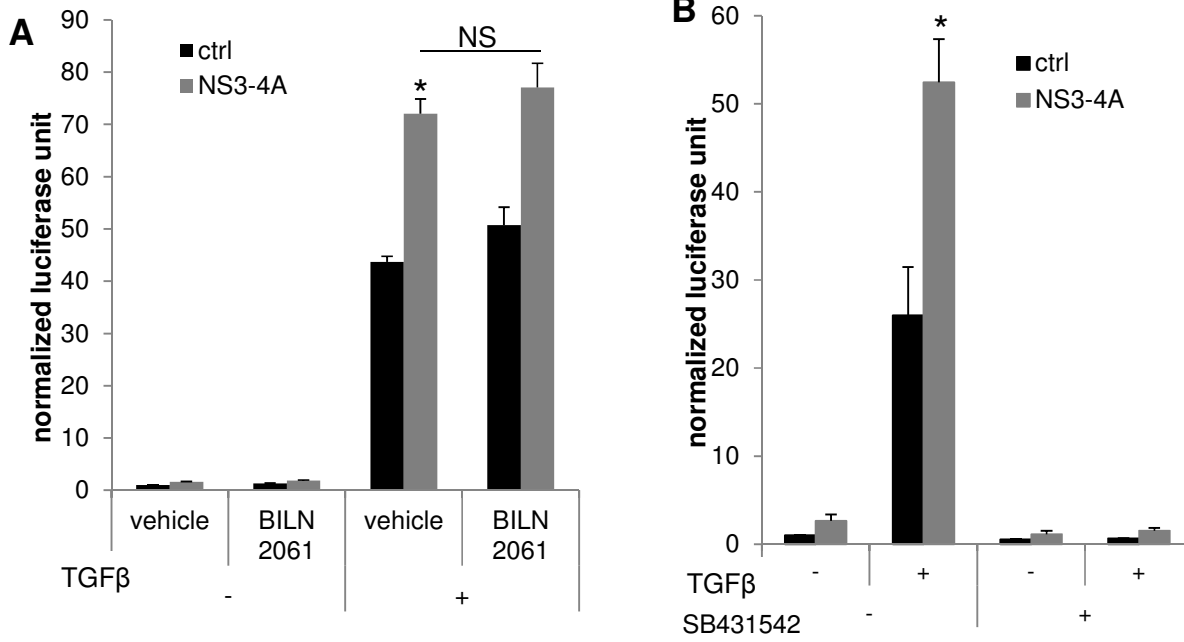 A
normalized luciferase unit
90
80
70
60
50
40
30
20
10
0
ctrl
NS3-4A
NS
*
vehicle BILN 2061 vehicle BILN 2061
TGFβ - +
B
normalized luciferase unit
60
50
40
30
20
10
0
*
ctrl
NS3-4A
TGFβ - + - +
SB431542 - +